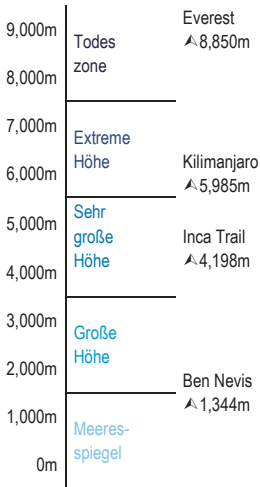 9,000m
8,000m
7,000m
6,000m
5,000m
4,000m
3,000m
2,000m
1,000m
0m
Todes
zone
Extreme
Höhe
Sehr
große
Höhe
Große
Höhe
Meeres-
spiegel
Everest
8,850m
Kilimanjaro
5,985m
Inca Trail
4,198m
Ben Nevis
1,344m